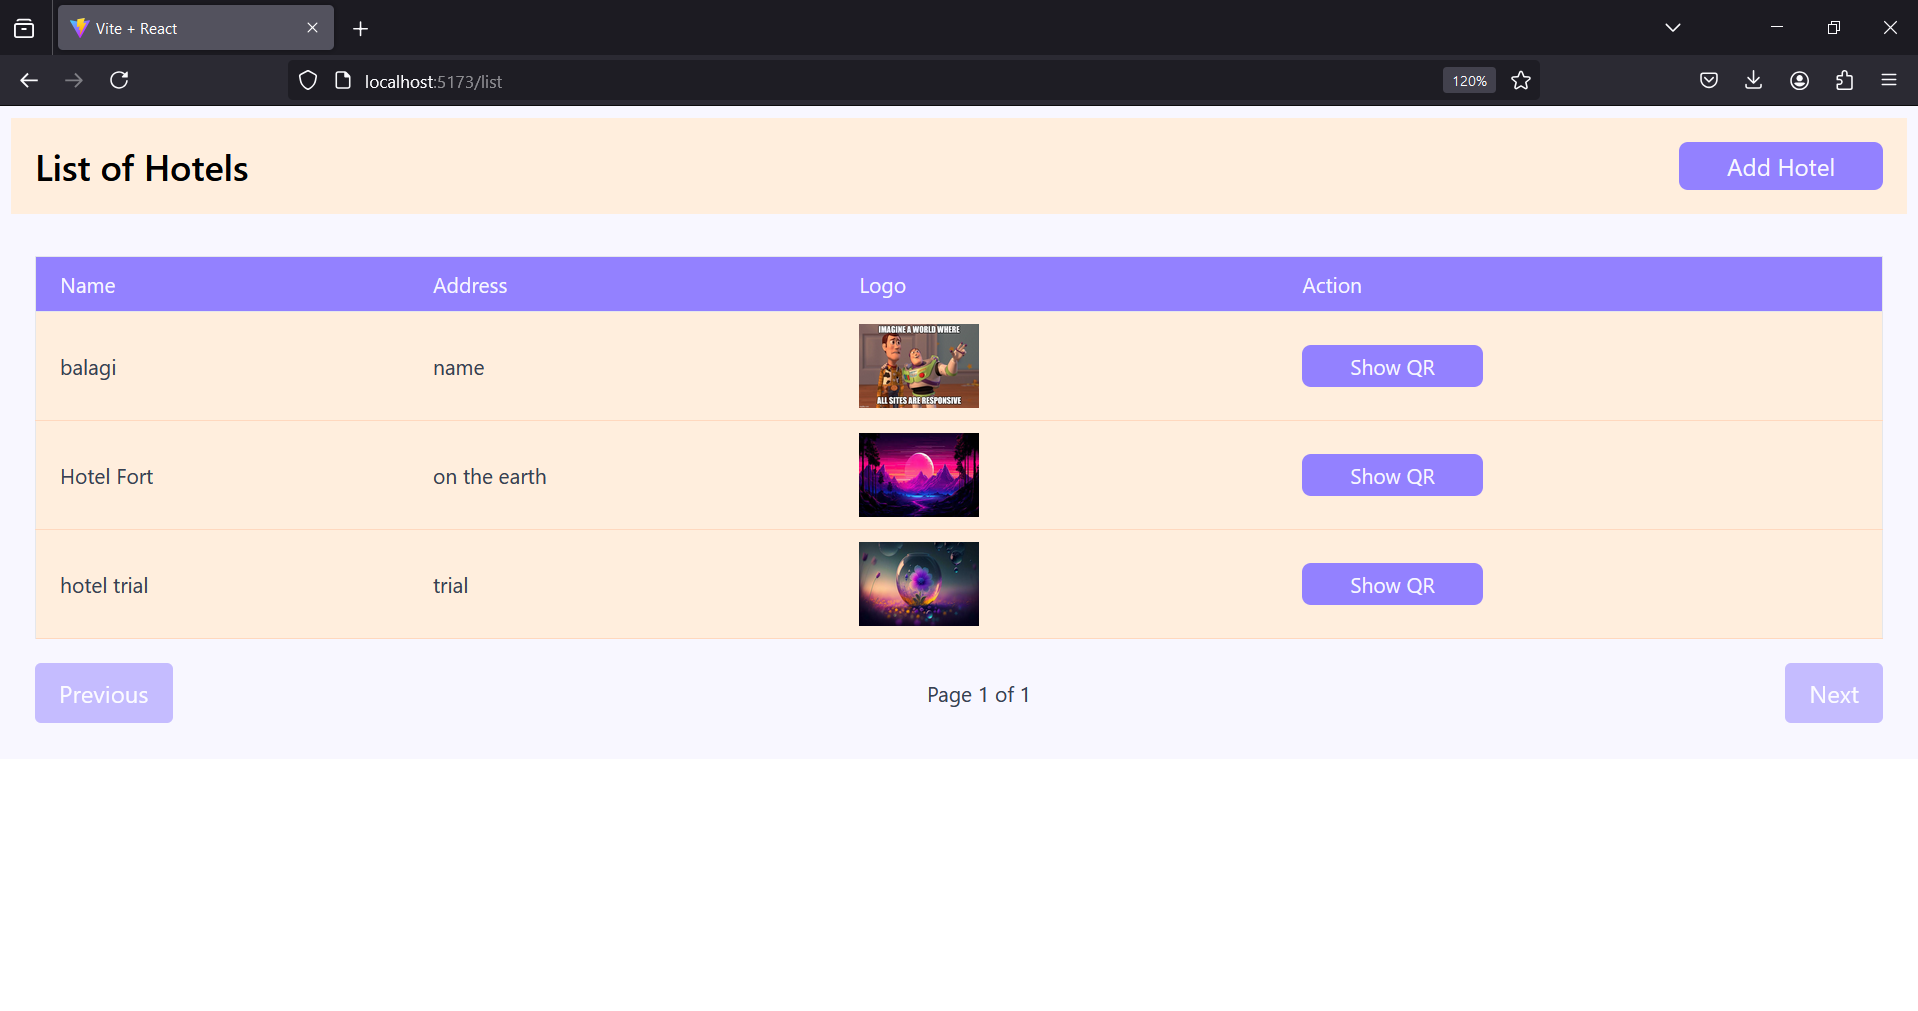 Vite + React
localhost:5173/list
120%
List of Hotels
Add Hotel
Name Address Logo Action
IMAGINE A WORLD WHERE
ALL SITES ARE RESPONSIVE
balagi name Show QR
Hotel Fort on the earth Show QR
hotel trial trial Show QR
Previous Page 1 of 1 Next